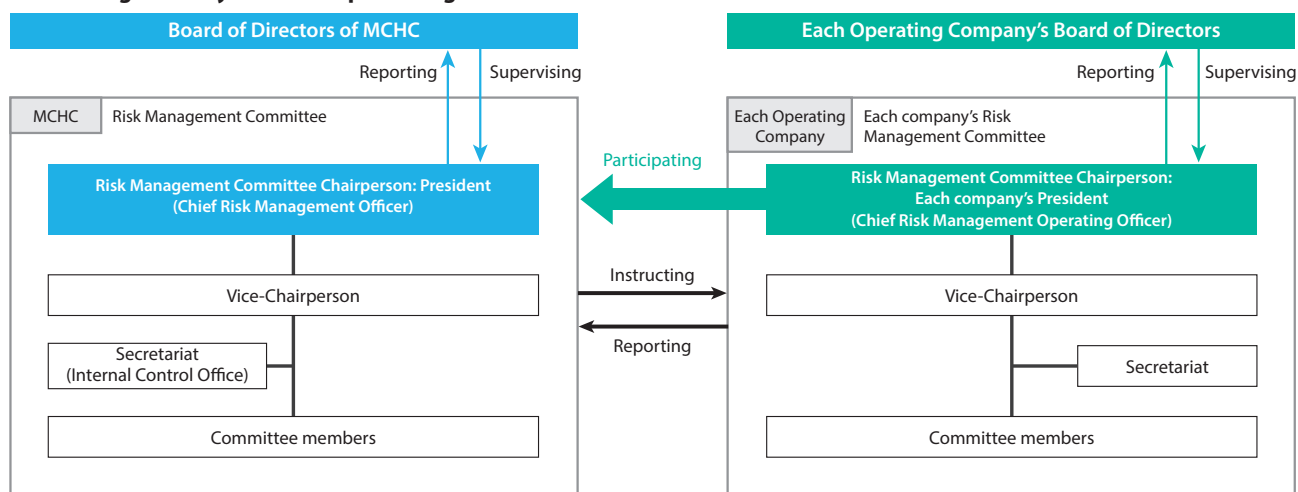 Board of Directors of MCHC
Reporting
Supervising
MCHC
Risk Management Committee
Risk Management Committee Chairperson: President
(Chief Risk Management Officer)
Vice-Chairperson
Secretariat
(Internal Control Office)
Committee members
Participating
Instructing
Reporting
Each Operating Company’s Board of Directors
Reporting
Supervising
Each Operating
Company
Each company’s Risk
Management Committee
Risk Management Committee Chairperson:
Each company’s President
(Chief Risk Management Operating Officer)
Vice-Chairperson
Secretariat
Committee members